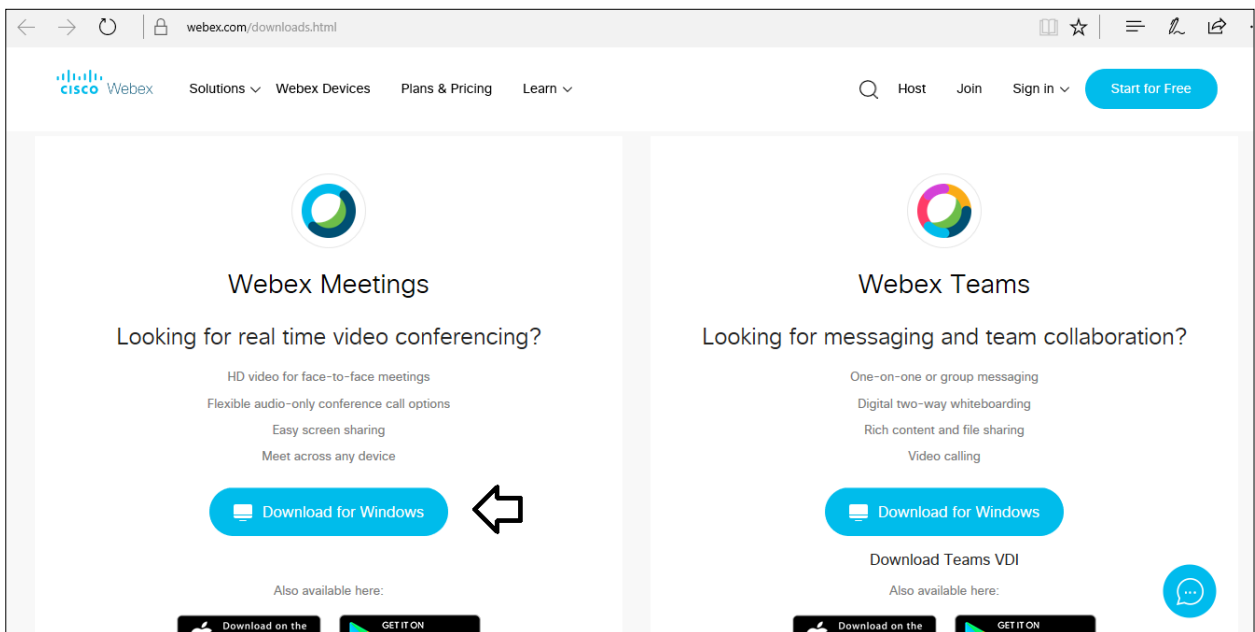 webex.com/downloads.html
cisco Webex Solutions Webex Devices Plans & Pricing Learn Host Join Sign in Start for Free
Webex Meetings
Looking for real time video conferencing?
HD video for face-to-face meetings
Flexible audio-only conference call options
Easy screen sharing
Meet across any device
Download for Windows
Also available here:
Download on the
GET IT ON
Webex Teams
Looking for messaging and team collaboration?
One-on-one or group messaging
Digital two-way whiteboarding
Rich content and file sharing
Video calling
Download for Windows
Download Teams VDI
Also available here:
Download on the
GET IT ON